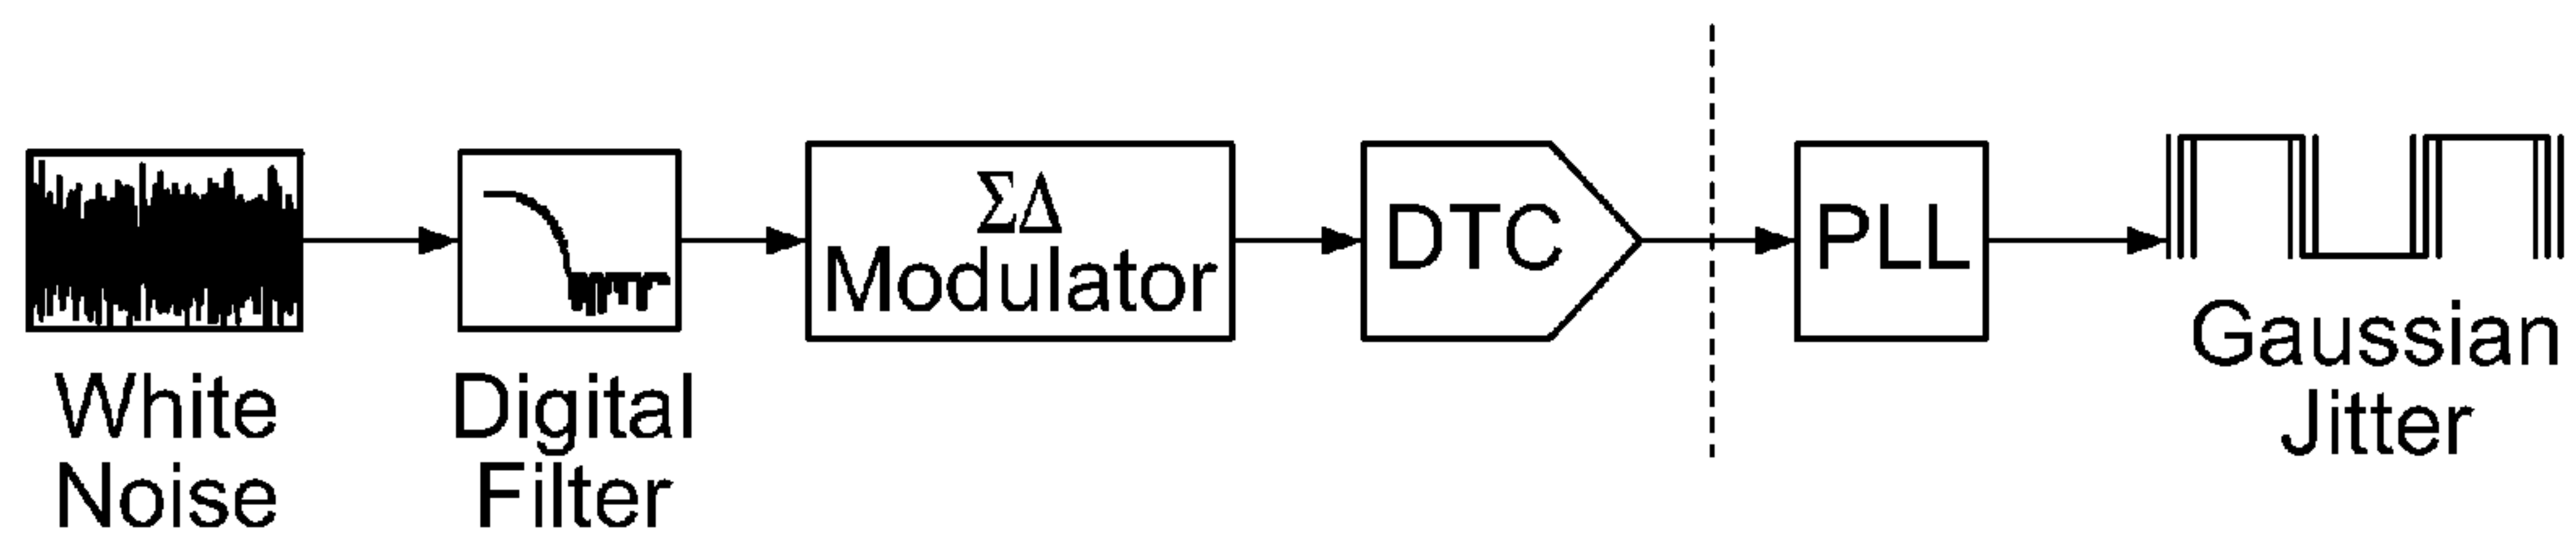 White
Noise
Digital
Filter
ΣΔ
Modulator
DTC
PLL
Gaussian
Jitter